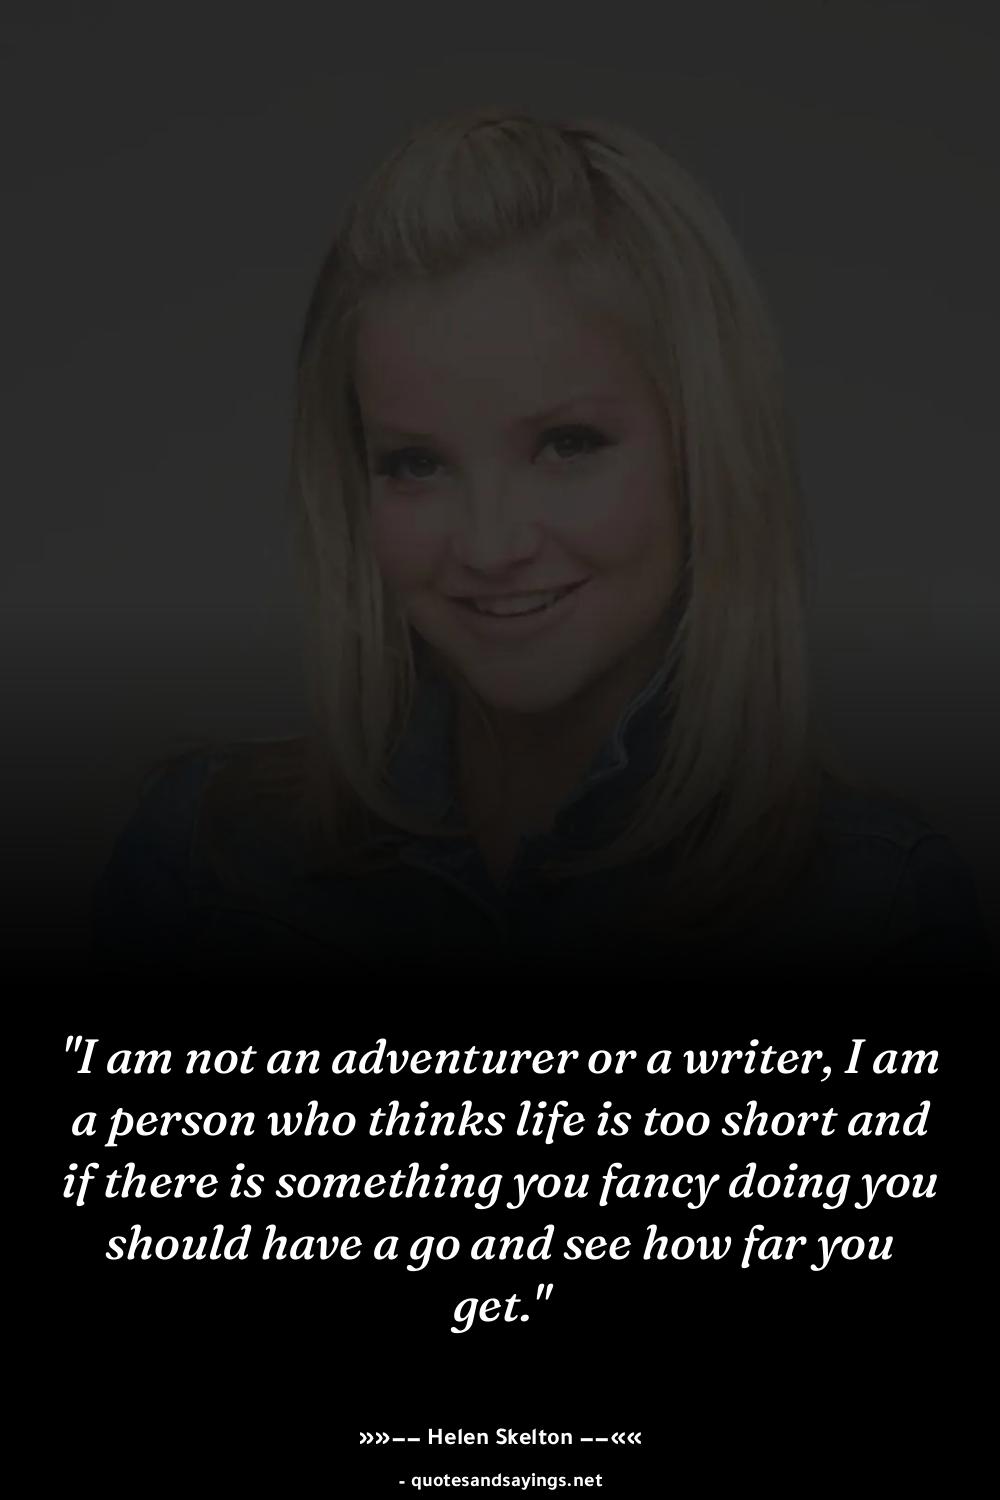 "I am not an adventurer or a writer, I am
a person who thinks life is too short and
if there is something you fancy doing you
should have a go and see how far you
get."
»»–– Helen Skelton ––««
- quotesandsayings.net